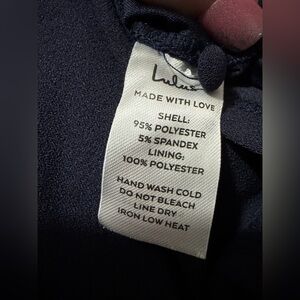 Lulus
MADE WITH LOVE
SHELL:
95% POLYESTER
5% SPANDEX
LINING:
100% POLYESTER
HAND WASH COLD
DO NOT BLEACH
LINE DRY
IRON LOW HEAT